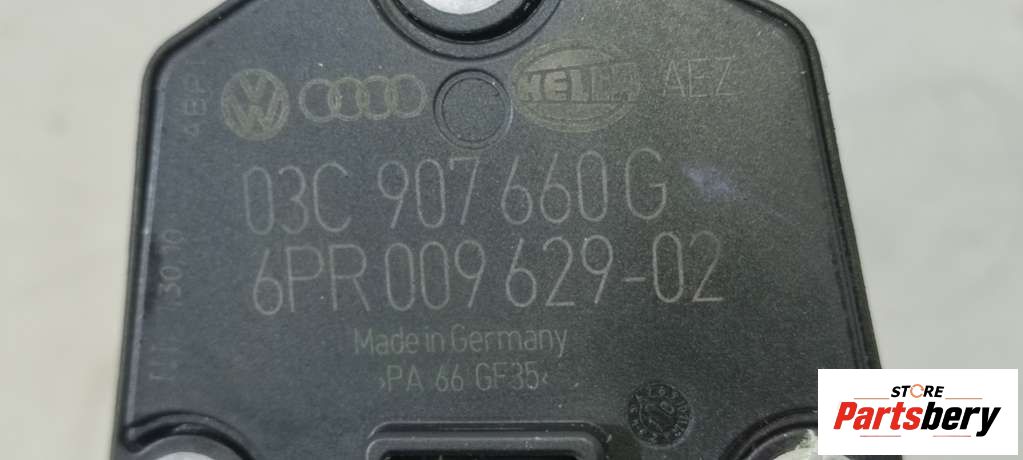 HELLA AEZ
03C 907 660 G
6PR 009 629-02
Made in Germany
>PA 66 GF35<
STORE
Partsbery